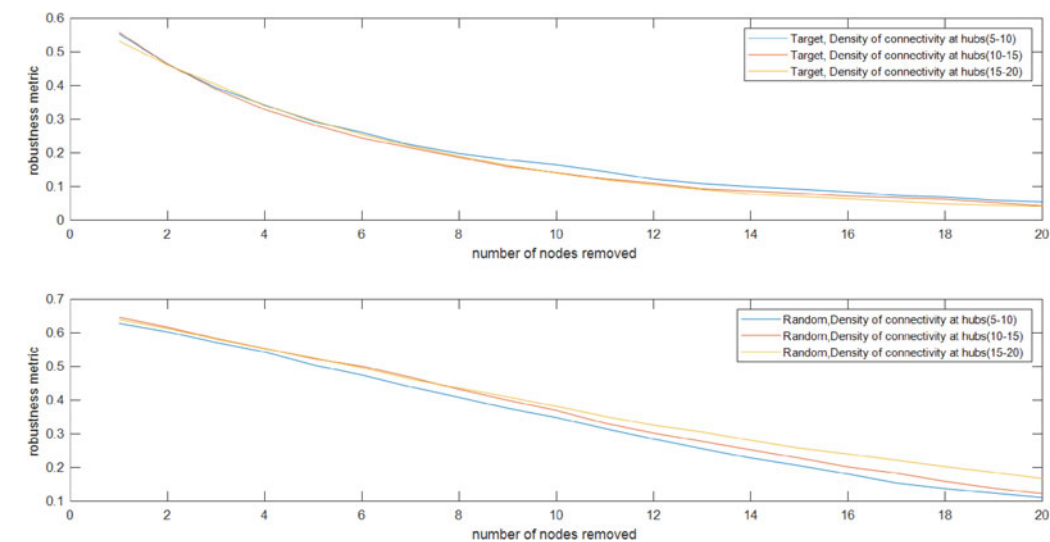 0.6
0.5
0.4
0.3
0.2
0.1
0
robustness metric
Target, Density of connectivity at hubs(5-10)
Target, Density of connectivity at hubs(10-15)
Target, Density of connectivity at hubs(15-20)
0 2 4 6 8 10 12 14 16 18 20
number of nodes removed
0.7
0.6
0.5
0.4
0.3
0.2
0.1
robustness metric
Random,Density of connectivity at hubs(5-10)
Random,Density of connectivity at hubs(10-15)
Random,Density of connectivity at hubs(15-20)
0 2 4 6 8 10 12 14 16 18 20
number of nodes removed